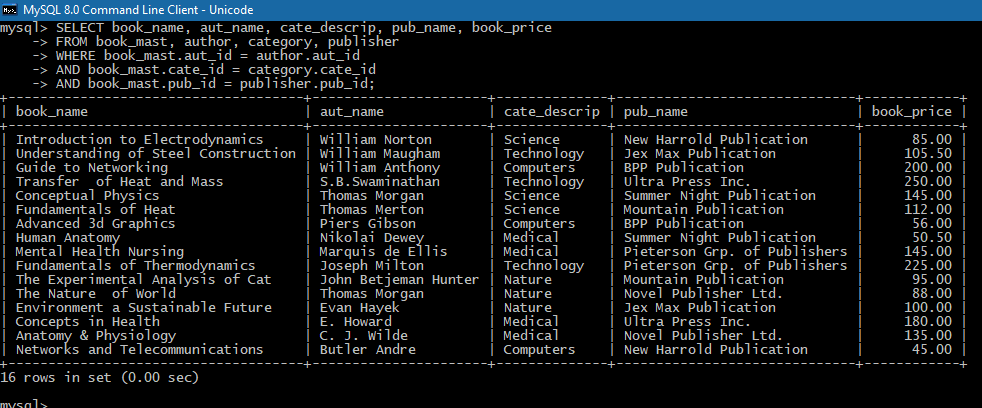 MySQL 8.0 Command Line Client - Unicode
mysql> SELECT book_name, aut_name, cate_descrip, pub_name, book_price
    -> FROM book_mast, author, category, publisher
    -> WHERE book_mast.aut_id = author.aut_id
    -> AND book_mast.cate_id = category.cate_id
    -> AND book_mast.pub_id = publisher.pub_id;
+------------------------------------+---------------------+--------------+-----------------------------+------------+
| book_name                          | aut_name            | cate_descrip | pub_name                    | book_price |
+------------------------------------+---------------------+--------------+-----------------------------+------------+
| Introduction to Electrodynamics    | William Norton      | Science      | New Harrold Publication     |      85.00 |
| Understanding of Steel Construction | William Maugham     | Technology   | Jex Max Publication         |     105.50 |
| Guide to Networking                | William Anthony     | Computers    | BPP Publication             |     200.00 |
| Transfer  of Heat and Mass         | S.B.Swaminathan     | Technology   | Ultra Press Inc.            |     250.00 |
| Conceptual Physics                 | Thomas Morgan       | Science      | Summer Night Publication    |     145.00 |
| Fundamentals of Heat               | Thomas Merton       | Science      | Mountain Publication        |     112.00 |
| Advanced 3d Graphics               | Piers Gibson        | Computers    | BPP Publication             |      56.00 |
| Human Anatomy                      | Nikolai Dewey       | Medical      | Summer Night Publication    |      50.50 |
| Mental Health Nursing              | Marquis de Ellis    | Medical      | Pieterson Grp. of Publishers |     145.00 |
| Fundamentals of Thermodynamics     | Joseph Milton       | Technology   | Pieterson Grp. of Publishers |     225.00 |
| The Experimental Analysis of Cat   | John Betjeman Hunter | Nature       | Mountain Publication        |      95.00 |
| The Nature  of World               | Thomas Morgan       | Nature       | Novel Publisher Ltd.        |      88.00 |
| Environment a Sustainable Future   | Evan Hayek          | Nature       | Jex Max Publication         |     100.00 |
| Concepts in Health                 | E. Howard           | Medical      | Ultra Press Inc.            |     180.00 |
| Anatomy & Physiology               | C. J. Wilde         | Medical      | Novel Publisher Ltd.        |     135.00 |
| Networks and Telecommunications    | Butler Andre        | Computers    | New Harrold Publication     |      45.00 |
+------------------------------------+---------------------+--------------+-----------------------------+------------+
16 rows in set (0.00 sec)
mysql>